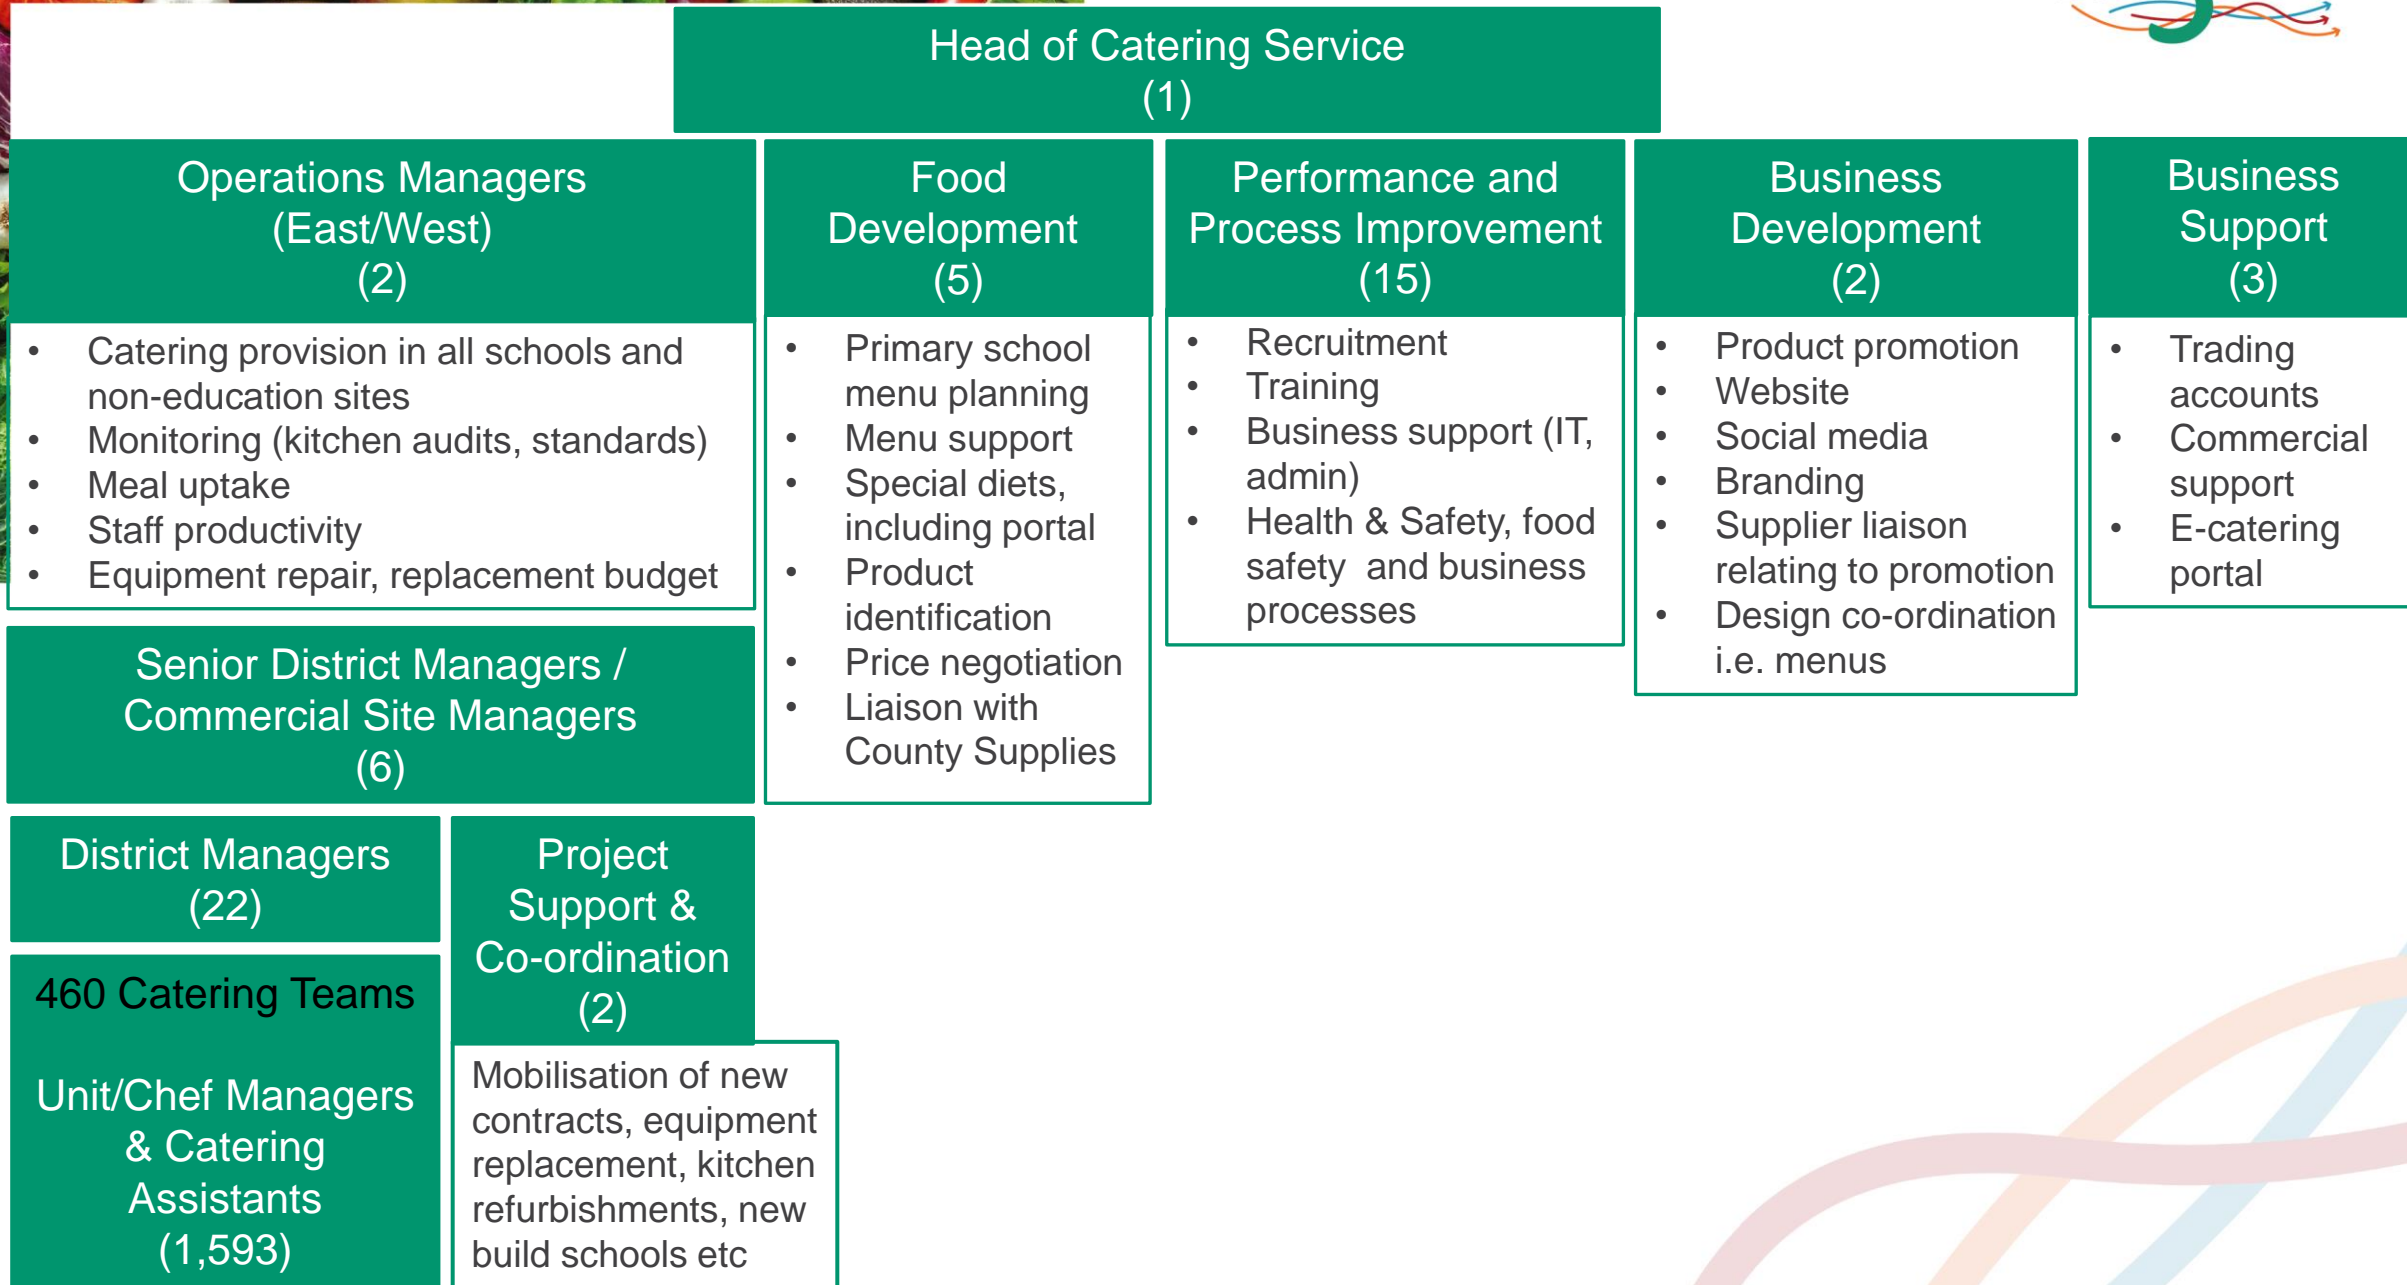 Head of Catering Service
(1)
Operations Managers
(East/West)
(2)
• Catering provision in all schools and
non-education sites
• Monitoring (kitchen audits, standards)
• Meal uptake
• Staff productivity
• Equipment repair, replacement budget
Senior District Managers /
Commercial Site Managers
(6)
District Managers
(22)
460 Catering Teams
Unit/Chef Managers
& Catering
Assistants
(1,593)
Project
Support &
Co-ordination
(2)
Mobilisation of new
contracts, equipment
replacement, kitchen
refurbishments, new
build schools etc
Food
Development
(5)
• Primary school
menu planning
• Menu support
• Special diets,
including portal
• Product
identification
• Price negotiation
• Liaison with
County Supplies
Performance and
Process Improvement
(15)
• Recruitment
• Training
• Business support (IT,
admin)
• Health & Safety, food
safety  and business
processes
Business
Development
(2)
• Product promotion
• Website
• Social media
• Branding
• Supplier liaison
relating to promotion
• Design co-ordination
i.e. menus
Business
Support
(3)
• Trading
accounts
• Commercial
support
• E-catering
portal